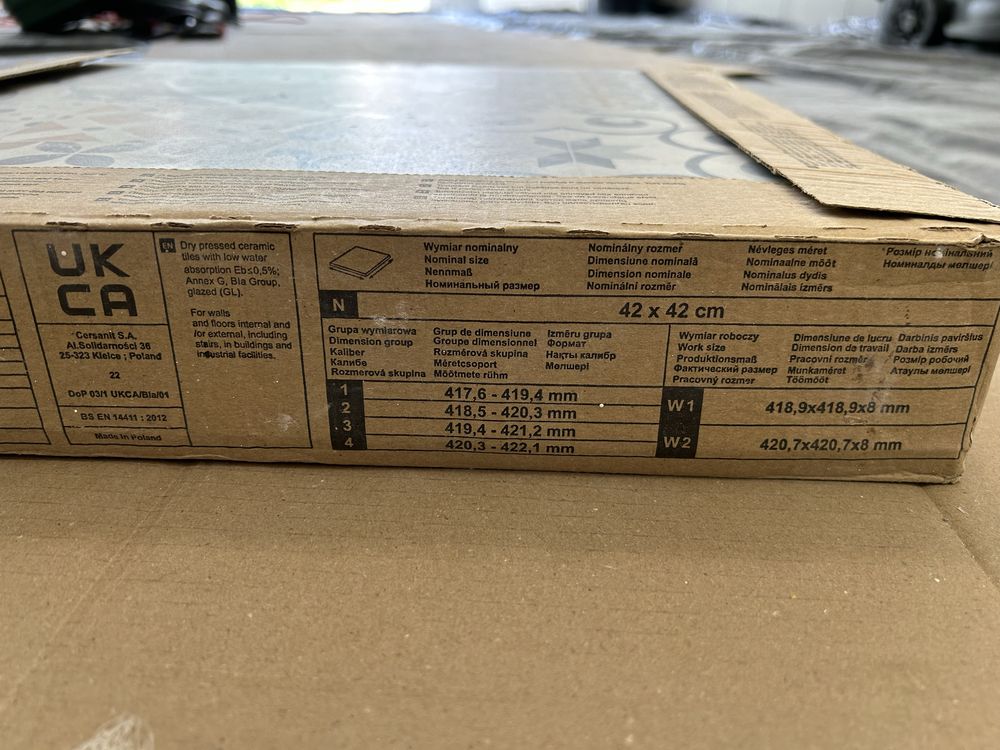 UK
CA
Cersanit S.A.
Al.Solidarności 36
25-323 Kielce ; Poland
22
DoP 03/1 UKCA/BIa/01
BS EN 14411 : 2012
Made in Poland
EN Dry pressed ceramic
tiles with low water
absorption Eb≤0,5%;
Annex G, BIa Group,
glazed (GL).
For walls
and floors internal and
/or external, including
stairs, in buildings and
industrial facilities.
Wymiar nominalny
Nominal size
Nennmaß
Номинальный размер
Nominálny rozmer
Dimensiune nominală
Dimension nominale
Nominální rozměr
Névleges méret
Nominaalne mõõt
Nominalus dydis
Nominālais izmērs
Розмір номінальний
Номиналды мөлшері
N 42 x 42 cm
Grupa wymiarowa
Dimension group
Kaliber
Калибе
Rozmerová skupina
Grup de dimensiune
Groupe dimensionnel
Rozměrová skupina
Méretcsoport
Mõõtmete rühm
Izmēru grupa
Формат
Нақты калибр
Мөлшері
Wymiar roboczy
Work size
Produktionsmaß
Фактический размер
Pracovný rozmer
Dimensiune de lucru
Dimension de travail
Pracovní rozměr
Munkaméret
Töömõõt
Darbinis paviršius
Darba izmērs
Розмір робочий
Атаулы мөлшері
1 417,6 - 419,4 mm
2 418,5 - 420,3 mm
3 419,4 - 421,2 mm
4 420,3 - 422,1 mm
W1 418,9x418,9x8 mm
W2 420,7x420,7x8 mm